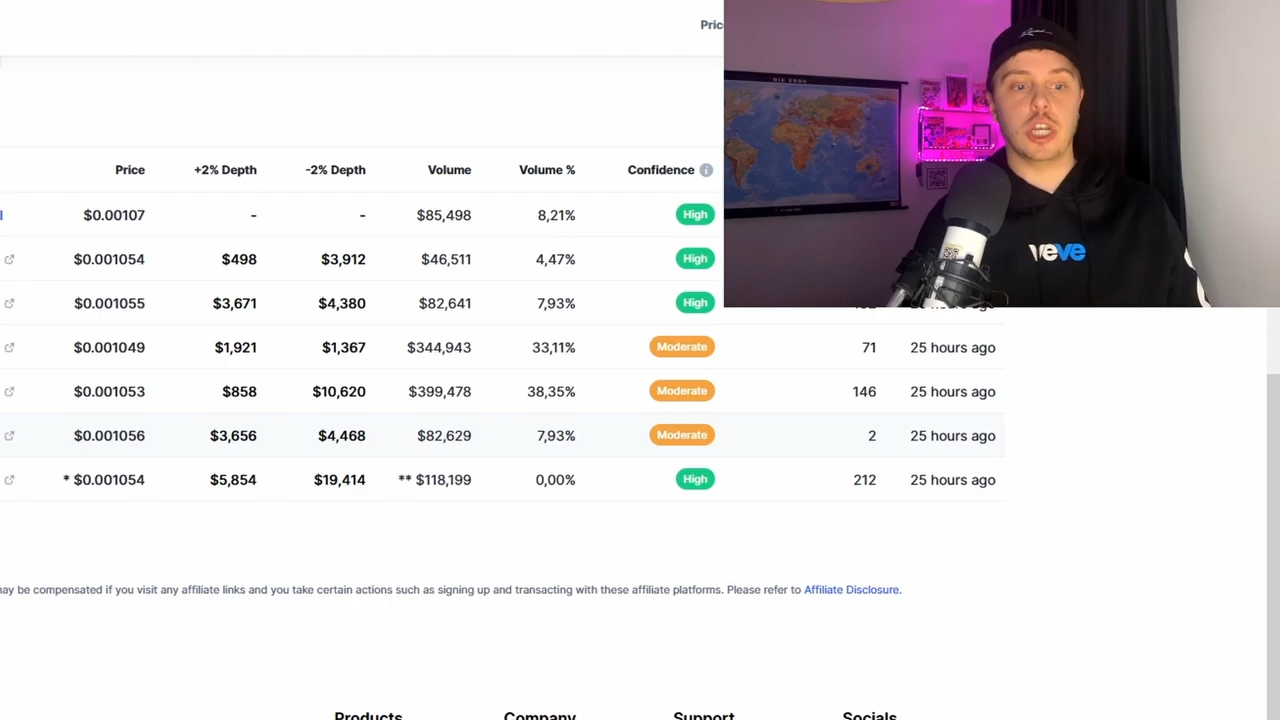 Pric
Price +2% Depth -2% Depth Volume Volume % Confidence
$0.00107 - - $85,498 8,21% High
$0.001054 $498 $3,912 $46,511 4,47% High
$0.001055 $3,671 $4,380 $82,641 7,93% High
$0.001049 $1,921 $1,367 $344,943 33,11% Moderate 71 25 hours ago
$0.001053 $858 $10,620 $399,478 38,35% Moderate 146 25 hours ago
$0.001056 $3,656 $4,468 $82,629 7,93% Moderate 2 25 hours ago
* $0.001054 $5,854 $19,414 ** $118,199 0,00% High 212 25 hours ago
may be compensated if you visit any affiliate links and you take certain actions such as signing up and transacting with these affiliate platforms. Please refer to Affiliate Disclosure.
Products Company Support Socials
DIE ERDE
veve